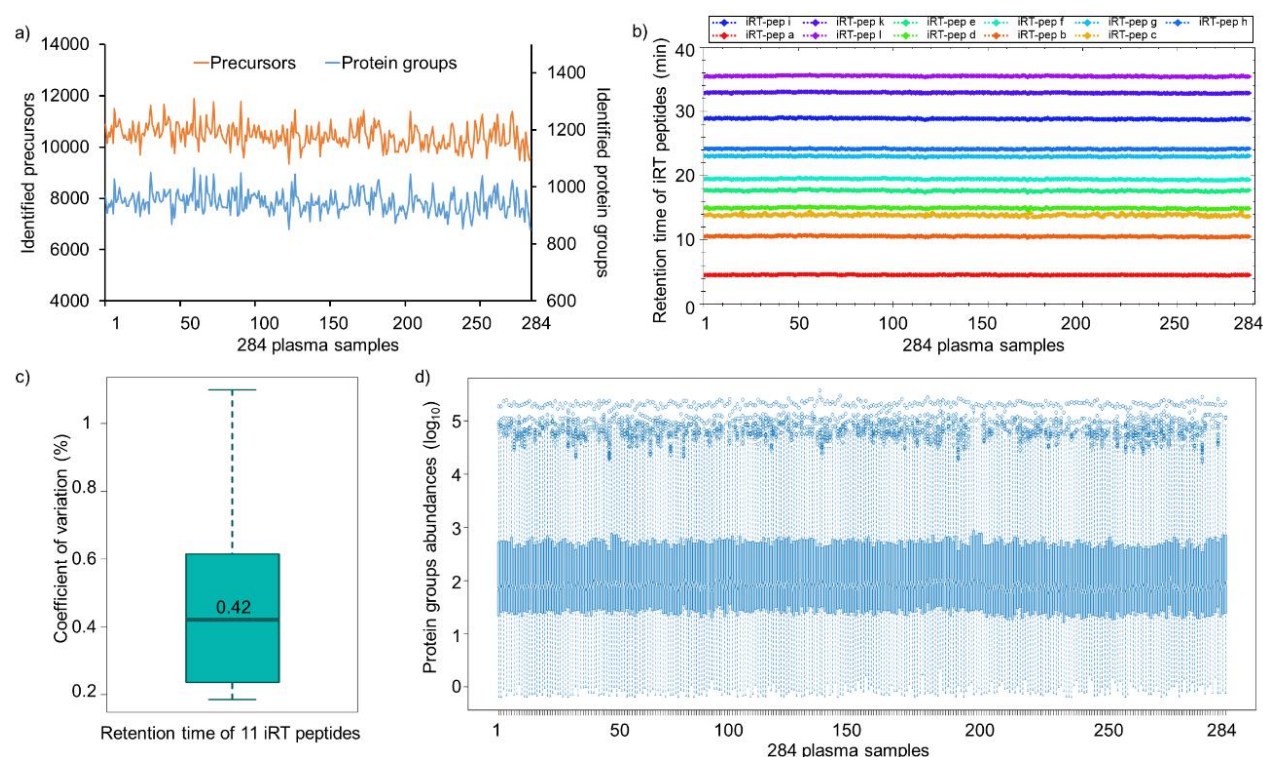 a)
14000
12000
10000
8000
6000
4000
Identified precursors
Precursors
Protein groups
1400
1200
1000
800
600
Identified protein groups
1
50
100
150
200
250
284
284 plasma samples
b)
iRT-pep i
iRT-pep k
iRT-pep e
iRT-pep f
iRT-pep g
iRT-pep h
iRT-pep a
iRT-pep l
iRT-pep d
iRT-pep b
iRT-pep c
Retention time of iRT peptides (min)
40
30
20
10
0
1
50
100
150
200
250
284
284 plasma samples
c)
Coefficient of variation (%)
1
0.8
0.6
0.4
0.2
0.42
Retention time of 11 iRT peptides
d)
Protein groups abundances (log10)
5
4
3
2
1
0
1
50
100
150
200
250
284
284 plasma samples